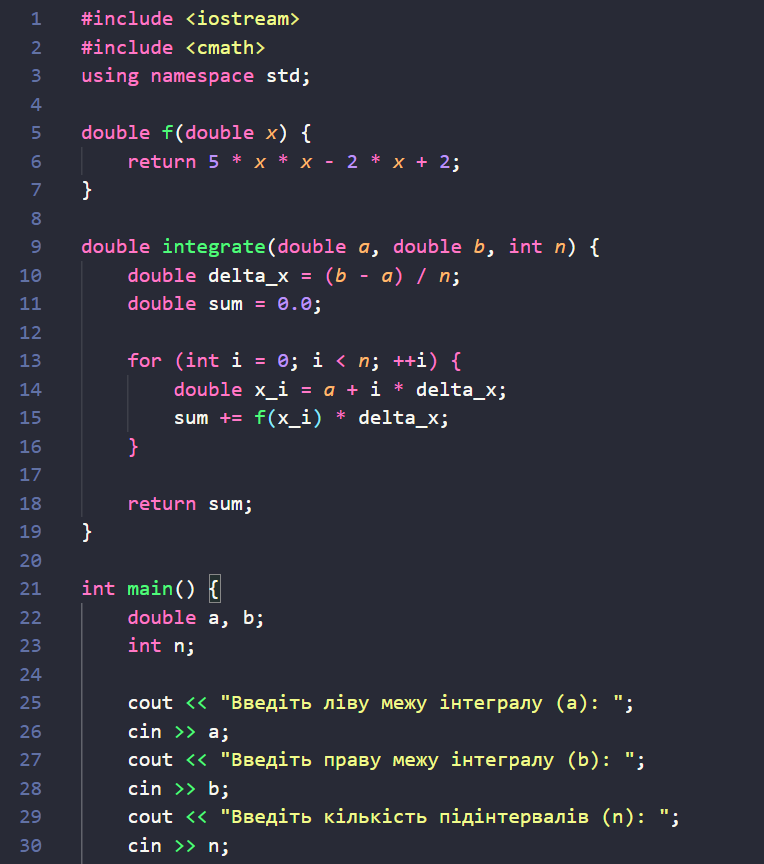 1 #include <iostream>
2 #include <cmath>
3 using namespace std;
4
5 double f(double x) {
6     return 5 * x * x - 2 * x + 2;
7 }
8
9 double integrate(double a, double b, int n) {
10     double delta_x = (b - a) / n;
11     double sum = 0.0;
12
13     for (int i = 0; i < n; ++i) {
14         double x_i = a + i * delta_x;
15         sum += f(x_i) * delta_x;
16     }
17
18     return sum;
19 }
20
21 int main() {
22     double a, b;
23     int n;
24
25     cout << "Введіть ліву межу інтегралу (a): ";
26     cin >> a;
27     cout << "Введіть праву межу інтегралу (b): ";
28     cin >> b;
29     cout << "Введіть кількість підінтервалів (n): ";
30     cin >> n;